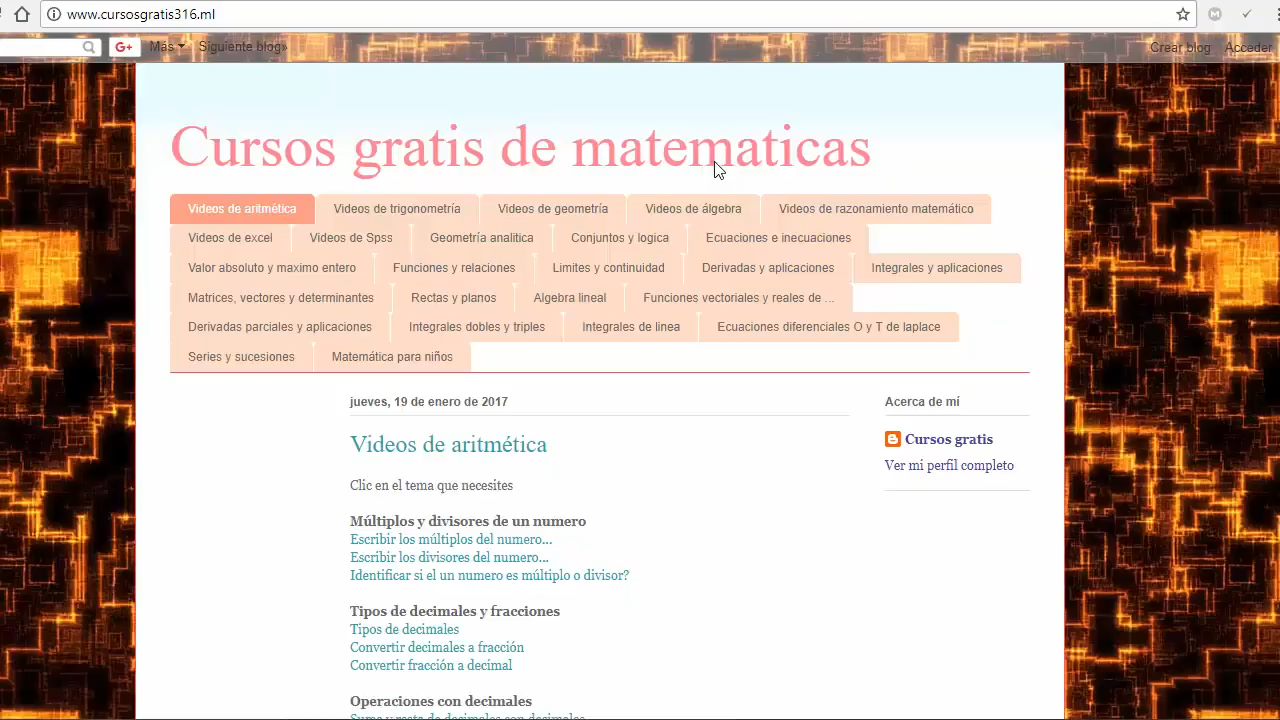 www.cursosgratis316.ml
G+ Más Siguiente blog» Crear blog Acceder
Cursos gratis de matematicas
Videos de aritmética Videos de trigonometría Videos de geometría Videos de álgebra Videos de razonamiento matemático
Videos de excel Videos de Spss Geometría analitica Conjuntos y logica Ecuaciones e inecuaciones
Valor absoluto y maximo entero Funciones y relaciones Limites y continuidad Derivadas y aplicaciones Integrales y aplicaciones
Matrices, vectores y determinantes Rectas y planos Algebra lineal Funciones vectoriales y reales de ...
Derivadas parciales y aplicaciones Integrales dobles y triples Integrales de linea Ecuaciones diferenciales O y T de laplace
Series y sucesiones Matemática para niños
jueves, 19 de enero de 2017
Videos de aritmética
Clic en el tema que necesites
Múltiplos y divisores de un numero
Escribir los múltiplos del numero...
Escribir los divisores del numero...
Identificar si el un numero es múltiplo o divisor?
Tipos de decimales y fracciones
Tipos de decimales
Convertir decimales a fracción
Convertir fracción a decimal
Operaciones con decimales
Suma y resta de decimales con decimales
Acerca de mí
Cursos gratis
Ver mi perfil completo